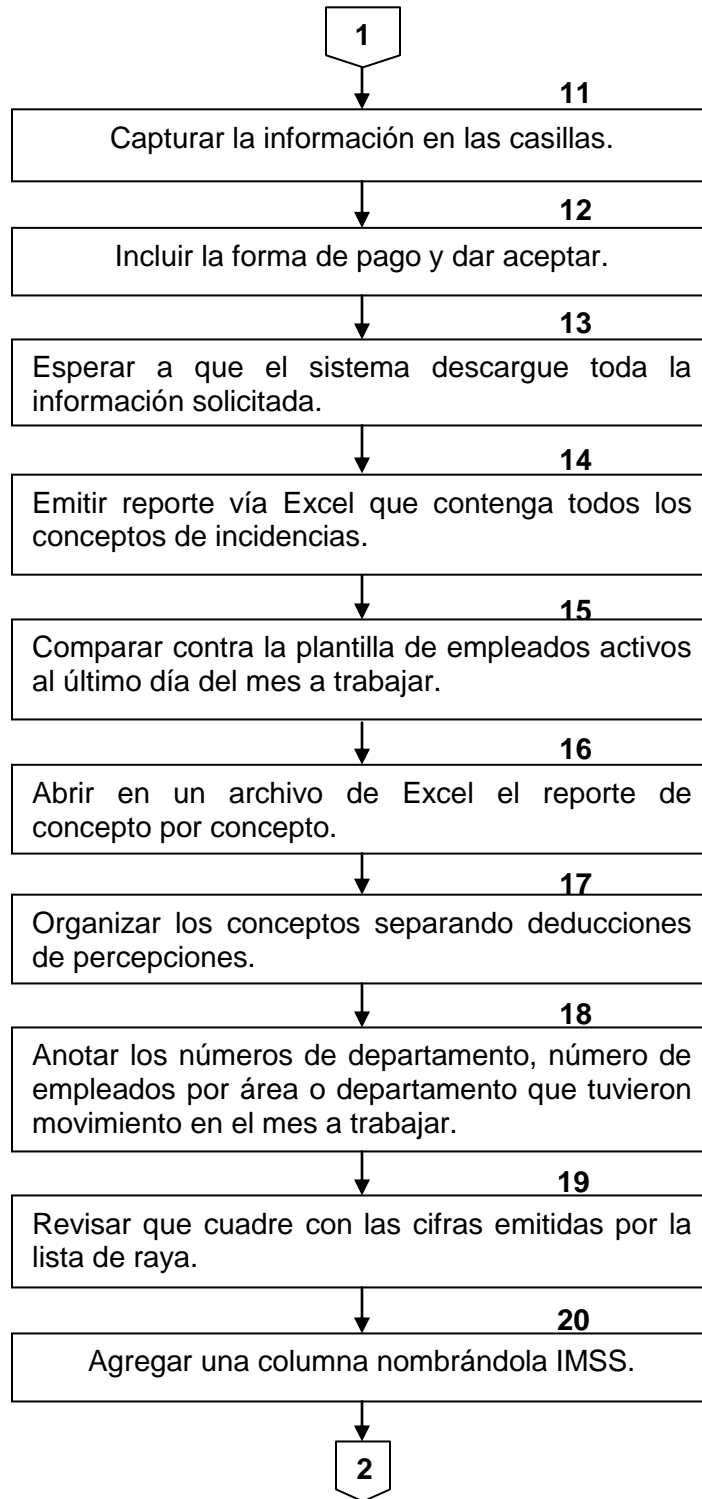 1
11
Capturar la información en las casillas.
12
Incluir la forma de pago y dar aceptar.
13
Esperar a que el sistema descargue toda la
información solicitada.
14
Emitir reporte vía Excel que contenga todos los
conceptos de incidencias.
15
Comparar contra la plantilla de empleados activos
al último día del mes a trabajar.
16
Abrir en un archivo de Excel el reporte de
concepto por concepto.
17
Organizar los conceptos separando deducciones
de percepciones.
18
Anotar los números de departamento, número de
empleados por área o departamento que tuvieron
movimiento en el mes a trabajar.
19
Revisar que cuadre con las cifras emitidas por la
lista de raya.
20
Agregar una columna nombrándola IMSS.
2